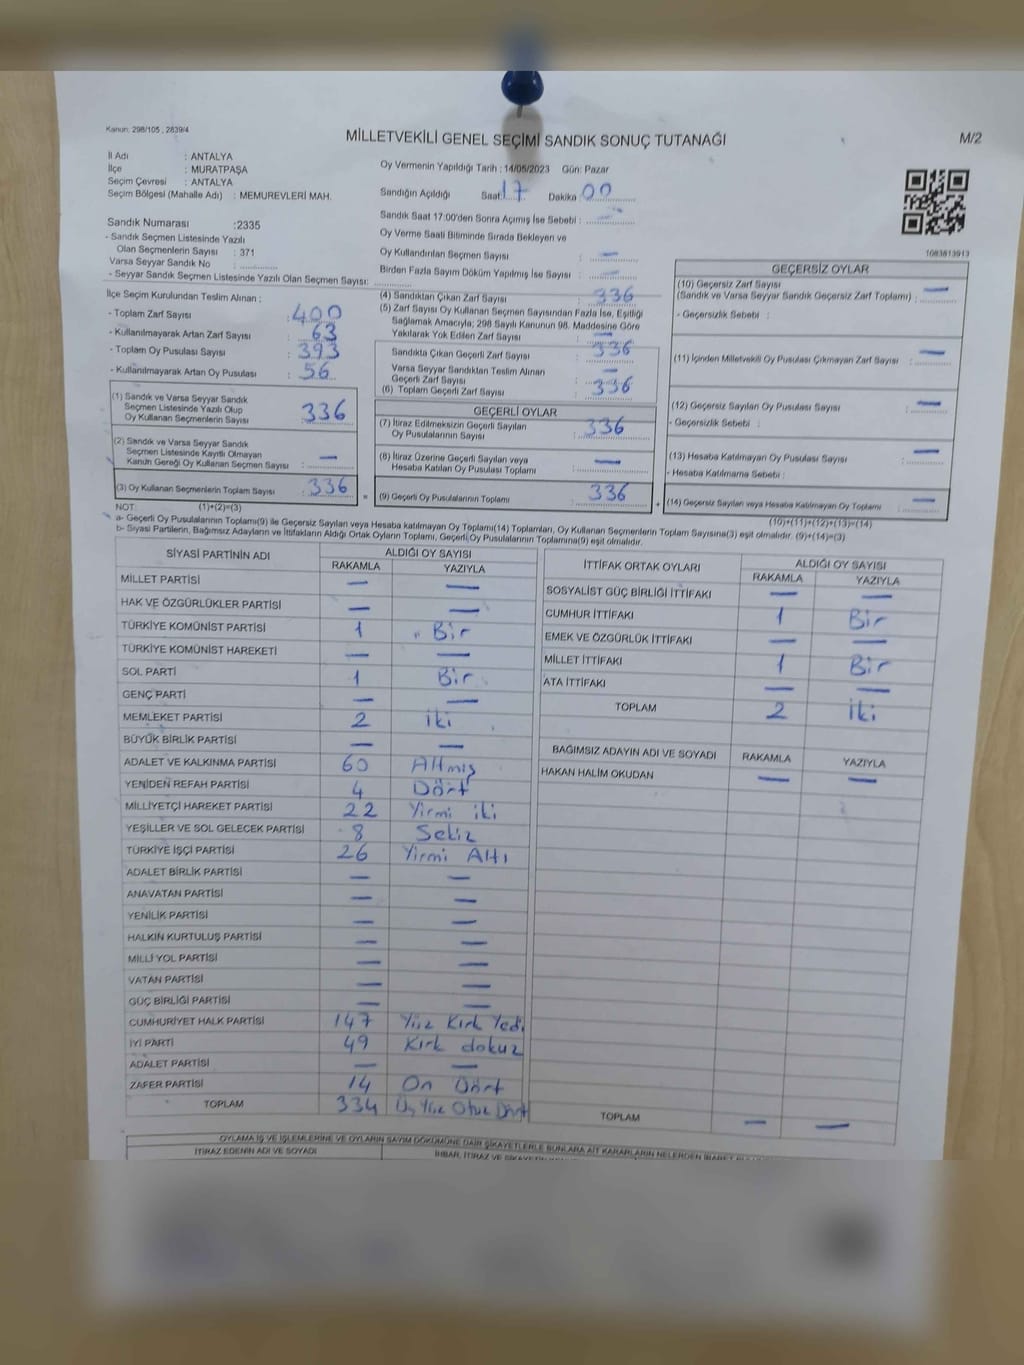 Kanun: 298/105 , 2839/4
MİLLETVEKİLİ GENEL SEÇİMİ SANDIK SONUÇ TUTANAĞI
M/2
İl Adı : ANTALYA
İlçe : MURATPAŞA
Seçim Çevresi : ANTALYA
Seçim Bölgesi (Mahalle Adı) : MEMUREVLERİ MAH.
Oy Vermenin Yapıldığı Tarih : 14/05/2023 Gün: Pazar
Sandığın Açıldığı Saat: 17 Dakika 00
Sandık Saat 17:00'den Sonra Açımış İse Sebebi : —
Oy Verme Saati Bitiminde Sırada Bekleyen ve
Oy Kullandırılan Seçmen Sayısı : —
Birden Fazla Sayım Döküm Yapılmış İse Sayısı : —
1083813913
Sandık Numarası :2335
- Sandık Seçmen Listesinde Yazılı
Olan Seçmenlerin Sayısı : 371
Varsa Seyyar Sandık No :
- Seyyar Sandık Seçmen Listesinde Yazılı Olan Seçmen Sayısı:
İlçe Seçim Kurulundan Teslim Alınan :
- Toplam Zarf Sayısı : 400
- Kullanılmayarak Artan Zarf Sayısı : 63
- Toplam Oy Pusulası Sayısı : 393
- Kullanılmayarak Artan Oy Pusulası : 56
(1) Sandık ve Varsa Seyyar Sandık
Seçmen Listesinde Yazılı Olup
Oy Kullanan Seçmenlerin Sayısı : 336
(2) Sandık ve Varsa Seyyar Sandık
Seçmen Listesinde Kayıtlı Olmayan
Kanun Gereği Oy Kullanan Seçmen Sayısı : —
(3) Oy Kullanan Seçmenlerin Toplam Sayısı : 336
(4) Sandıktan Çıkan Zarf Sayısı : 336
(5) Zarf Sayısı Oy Kullanan Seçmen Sayısından Fazla İse, Eşitliği
Sağlamak Amacıyla; 298 Sayılı Kanunun 98. Maddesine Göre
Yakılarak Yok Edilen Zarf Sayısı : —
Sandıkta Çıkan Geçerli Zarf Sayısı : 336
Varsa Seyyar Sandıktan Teslim Alınan
Geçerli Zarf Sayısı : —
(6) Toplam Geçerli Zarf Sayısı : 336
GEÇERLİ OYLAR
(7) İtiraz Edilmeksizin Geçerli Sayılan
Oy Pusulalarının Sayısı : 336
(8) İtiraz Üzerine Geçerli Sayılan veya
Hesaba Katılan Oy Pusulası Toplamı : —
= (9) Geçerli Oy Pusulalarının Toplamı : 336
GEÇERSİZ OYLAR
(10) Geçersiz Zarf Sayısı
(Sandık ve Varsa Seyyar Sandık Geçersiz Zarf Toplamı) : —
- Geçersizlik Sebebi :
(11) İçinden Milletvekili Oy Pusulası Çıkmayan Zarf Sayısı : —
(12) Geçersiz Sayılan Oy Pusulası Sayısı : —
- Geçersizlik Sebebi :
(13) Hesaba Katılmayan Oy Pusulası Sayısı : —
- Hesaba Katılmama Sebebi :
+ (14) Geçersiz Sayılan veya Hesaba Katılmayan Oy Toplamı : —
NOT: (1)+(2)=(3)
(10)+(11)+(12)+(13)=(14)
a- Geçerli Oy Pusulalarının Toplamı(9) ile Geçersiz Sayılan veya Hesaba katılmayan Oy Toplamı(14) Toplamları, Oy Kullanan Seçmenlerin Toplam Sayısına(3) eşit olmalıdır. (9)+(14)=(3)
b- Siyasi Partilerin, Bağımsız Adayların ve İttifakların Aldığı Ortak Oyların Toplamı, Geçerli Oy Pusulalarının Toplamına(9) eşit olmalıdır.
SİYASİ PARTİNİN ADI ALDIĞI OY SAYISI
RAKAMLA YAZIYLA
MİLLET PARTİSİ — —
HAK VE ÖZGÜRLÜKLER PARTİSİ — —
TÜRKİYE KOMÜNİST PARTİSİ 1 Bir
TÜRKİYE KOMÜNİST HAREKETİ — —
SOL PARTİ 1 Bir
GENÇ PARTİ — —
MEMLEKET PARTİSİ 2 iki
BÜYÜK BİRLİK PARTİSİ — —
ADALET VE KALKINMA PARTİSİ 60 Altmış
YENİDEN REFAH PARTİSİ 4 Dört
MİLLİYETÇİ HAREKET PARTİSİ 22 Yirmi iki
YEŞİLLER VE SOL GELECEK PARTİSİ 8 Sekiz
TÜRKİYE İŞÇİ PARTİSİ 26 Yirmi Altı
ADALET BİRLİK PARTİSİ — —
ANAVATAN PARTİSİ — —
YENİLİK PARTİSİ — —
HALKIN KURTULUŞ PARTİSİ — —
MİLLİ YOL PARTİSİ — —
VATAN PARTİSİ — —
GÜÇ BİRLİĞİ PARTİSİ — —
CUMHURİYET HALK PARTİSİ 147 Yüz Kırk Yedi
İYİ PARTİ 49 Kırk dokuz
ADALET PARTİSİ — —
ZAFER PARTİSİ 14 On Dört
TOPLAM 334 Üç Yüz Otuz Dört
İTTİFAK ORTAK OYLARI ALDIĞI OY SAYISI
RAKAMLA YAZIYLA
SOSYALİST GÜÇ BİRLİĞİ İTTİFAKI — —
CUMHUR İTTİFAKI 1 Bir
EMEK VE ÖZGÜRLÜK İTTİFAKI — —
MİLLET İTTİFAKI 1 Bir
ATA İTTİFAKI — —
TOPLAM 2 iki
BAĞIMSIZ ADAYIN ADI VE SOYADI RAKAMLA YAZIYLA
HAKAN HALİM OKUDAN — —
TOPLAM — —
OYLAMA İŞ VE İŞLEMLERİNE VE OYLARIN SAYIM DÖKÜMÜNE DAİR ŞİKAYETLERLE BUNLARA AİT KARARLARIN NELERDEN İBARET
İTİRAZ EDENİN ADI VE SOYADI
İHBAR, İTİRAZ VE